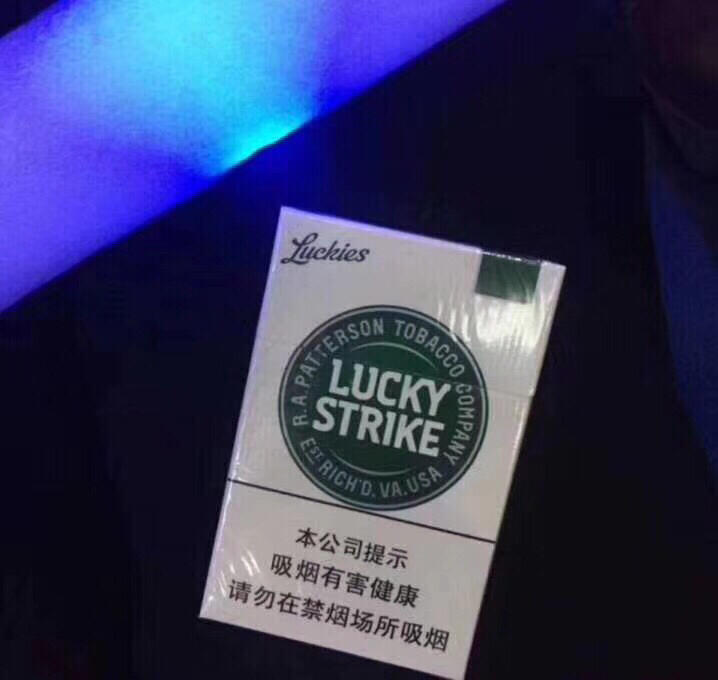 Luckies
R.A. PATTERSON TOBACCO COMPANY
LUCKY
STRIKE
EST. RICH'D. VA. USA
本公司提示
吸烟有害健康
请勿在禁烟场所吸烟